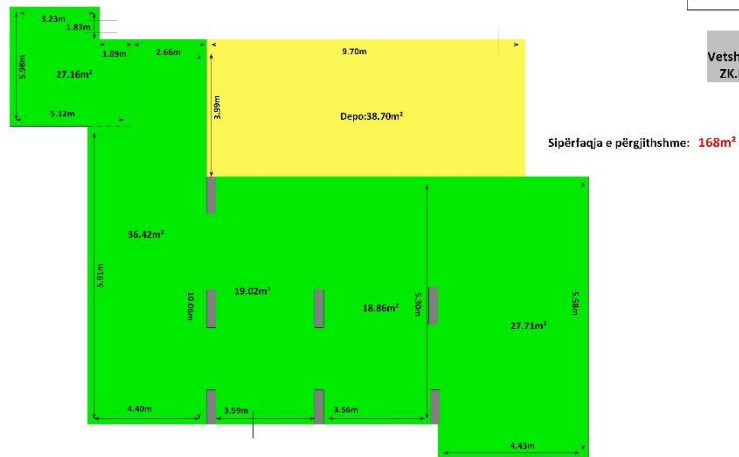 3.23m
1.83m
1.89m
2.66m
9.70m
5.98m
27.16m²
5.12m
3.99m
Depo:38.70m²
Vetsh
ZK.
Sipërfaqja e përgjithshme: 168m²
36.42m²
5.91m
10.06m
19.02m²
18.86m²
5.30m
27.71m²
5.58m
4.40m
3.59m
3.56m
4.43m